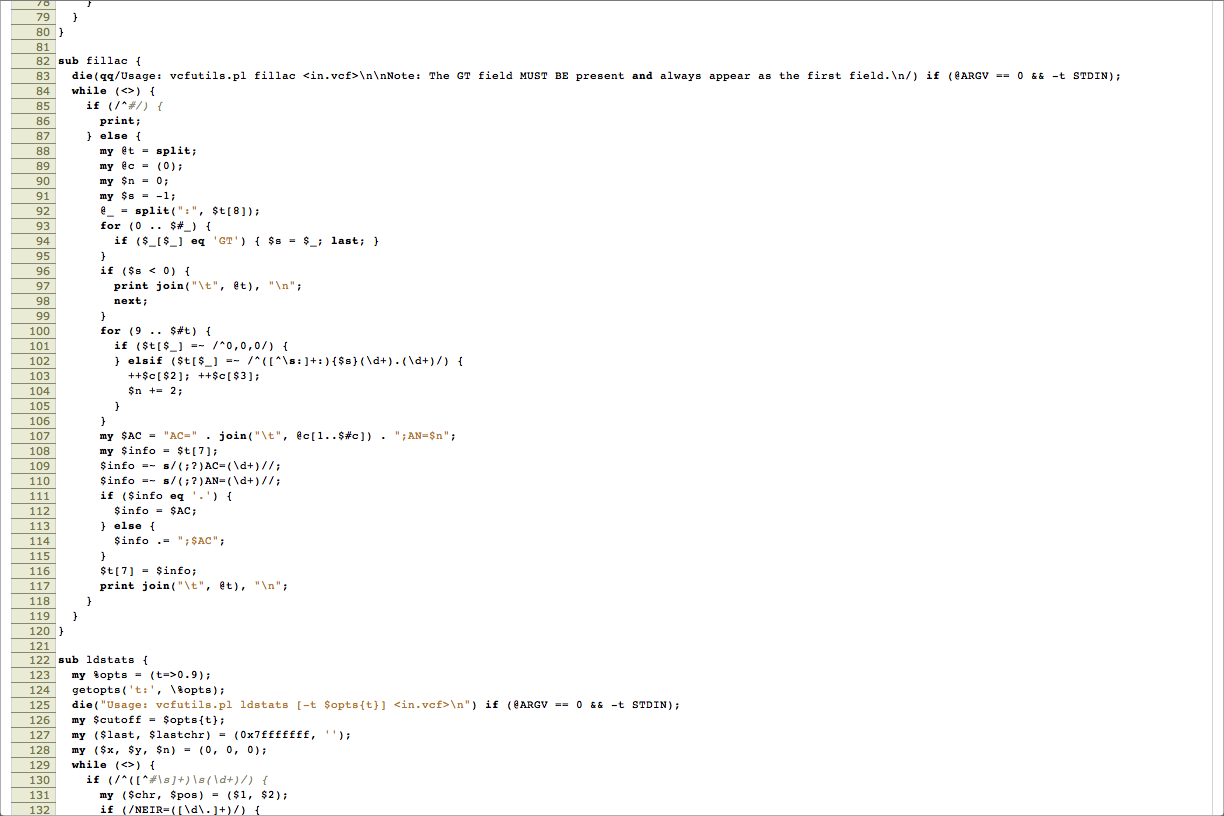 78       }
79   }
80 }
81
82 sub fillac {
83   die(qq/Usage: vcfutils.pl fillac <in.vcf>\n\nNote: The GT field MUST BE present and always appear as the first field.\n/) if (@ARGV == 0 && -t STDIN);
84   while (<>) {
85     if (/^#/) {
86       print;
87     } else {
88       my @t = split;
89       my @c = (0);
90       my $n = 0;
91       my $s = -1;
92       @_ = split(":", $t[8]);
93       for (0 .. $#_) {
94         if ($_[$_] eq 'GT') { $s = $_; last; }
95       }
96       if ($s < 0) {
97         print join("\t", @t), "\n";
98         next;
99       }
100       for (9 .. $#t) {
101         if ($t[$_] =~ /^0,0,0/) {
102         } elsif ($t[$_] =~ /^([^\s:]+:){$s}(\d+).(\d+)/) {
103           ++$c[$2]; ++$c[$3];
104           $n += 2;
105         }
106       }
107       my $AC = "AC=" . join("\t", @c[1..$#c]) . ";AN=$n";
108       my $info = $t[7];
109       $info =~ s/(;?)AC=(\d+)//;
110       $info =~ s/(;?)AN=(\d+)//;
111       if ($info eq '.') {
112         $info = $AC;
113       } else {
114         $info .= ";$AC";
115       }
116       $t[7] = $info;
117       print join("\t", @t), "\n";
118     }
119   }
120 }
121
122 sub ldstats {
123   my %opts = (t=>0.9);
124   getopts('t:', \%opts);
125   die("Usage: vcfutils.pl ldstats [-t $opts{t}] <in.vcf>\n") if (@ARGV == 0 && -t STDIN);
126   my $cutoff = $opts{t};
127   my ($last, $lastchr) = (0x7fffffff, '');
128   my ($x, $y, $n) = (0, 0, 0);
129   while (<>) {
130     if (/^([^#\s]+)\s(\d+)/) {
131       my ($chr, $pos) = ($1, $2);
132       if (/NEIR=([\d\.]+)/) {